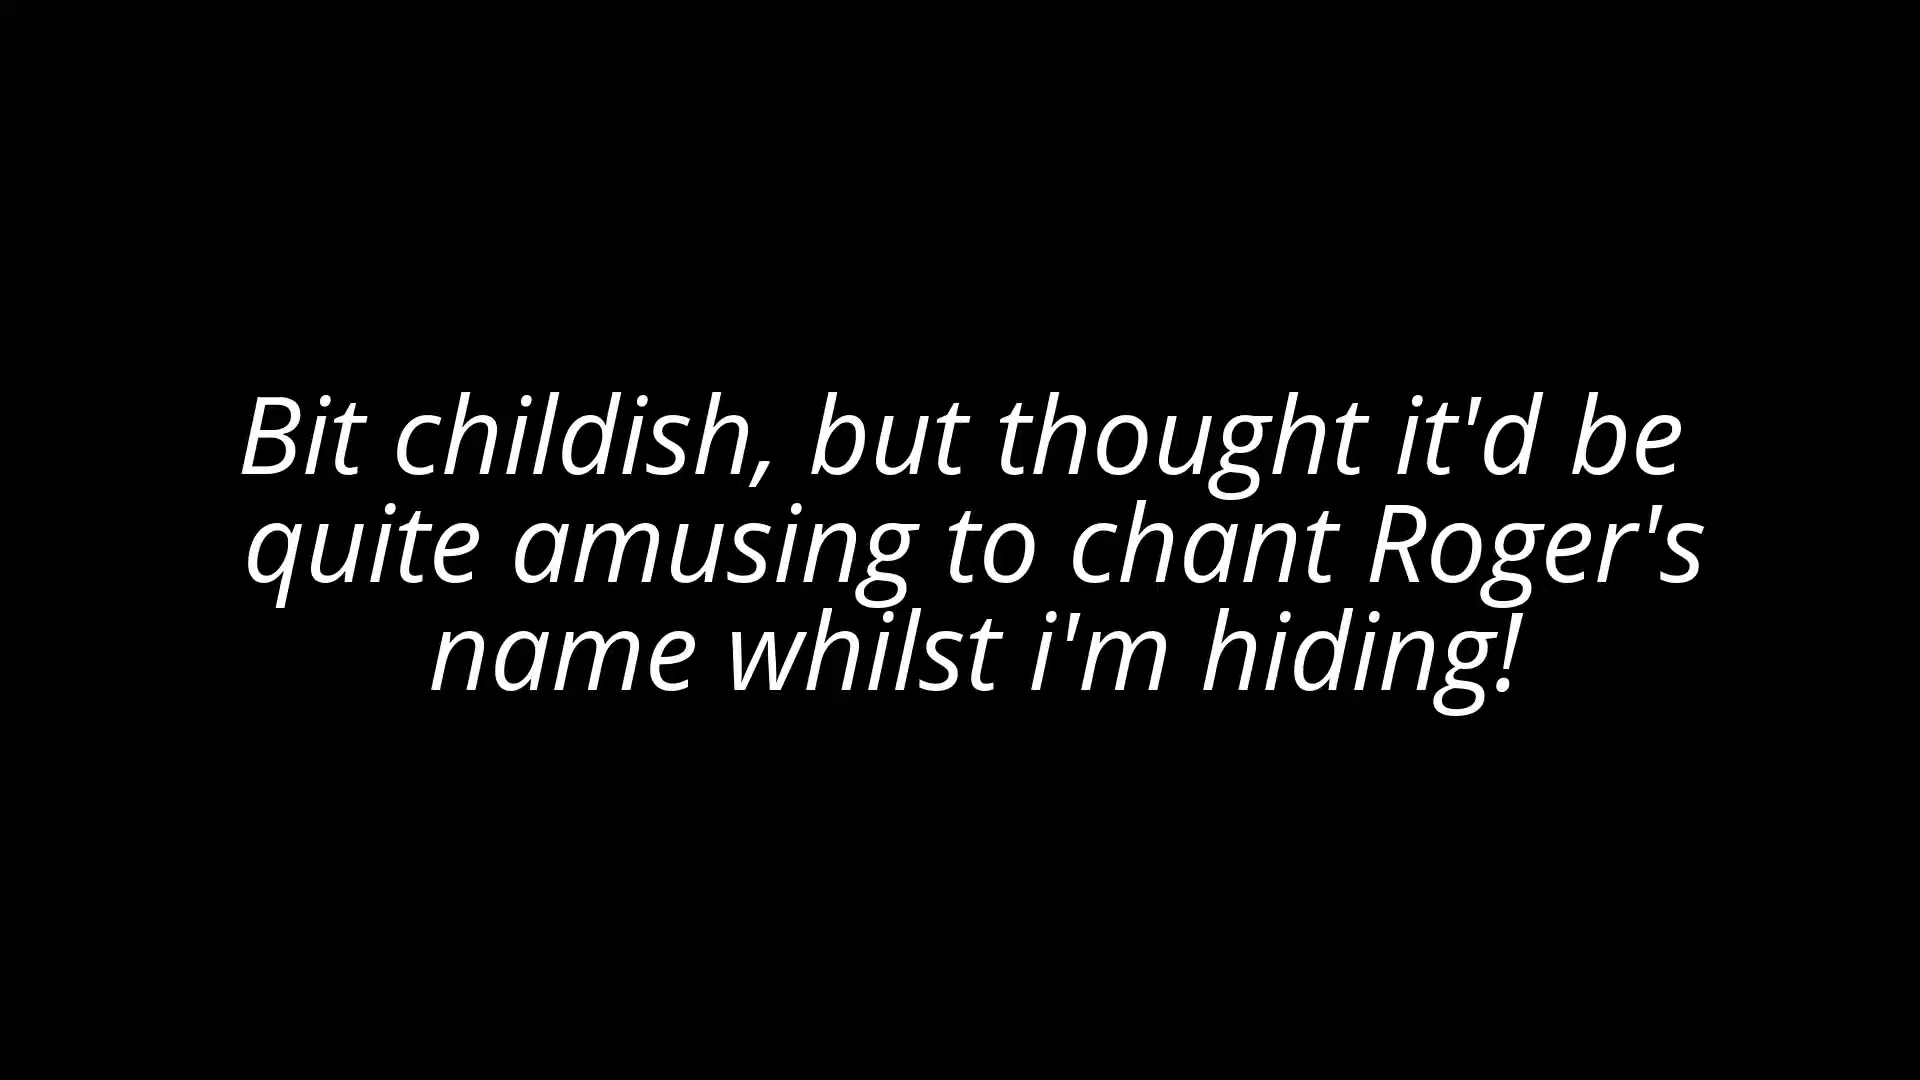 Bit childish, but thought it'd be
quite amusing to chant Roger's
name whilst i'm hiding!